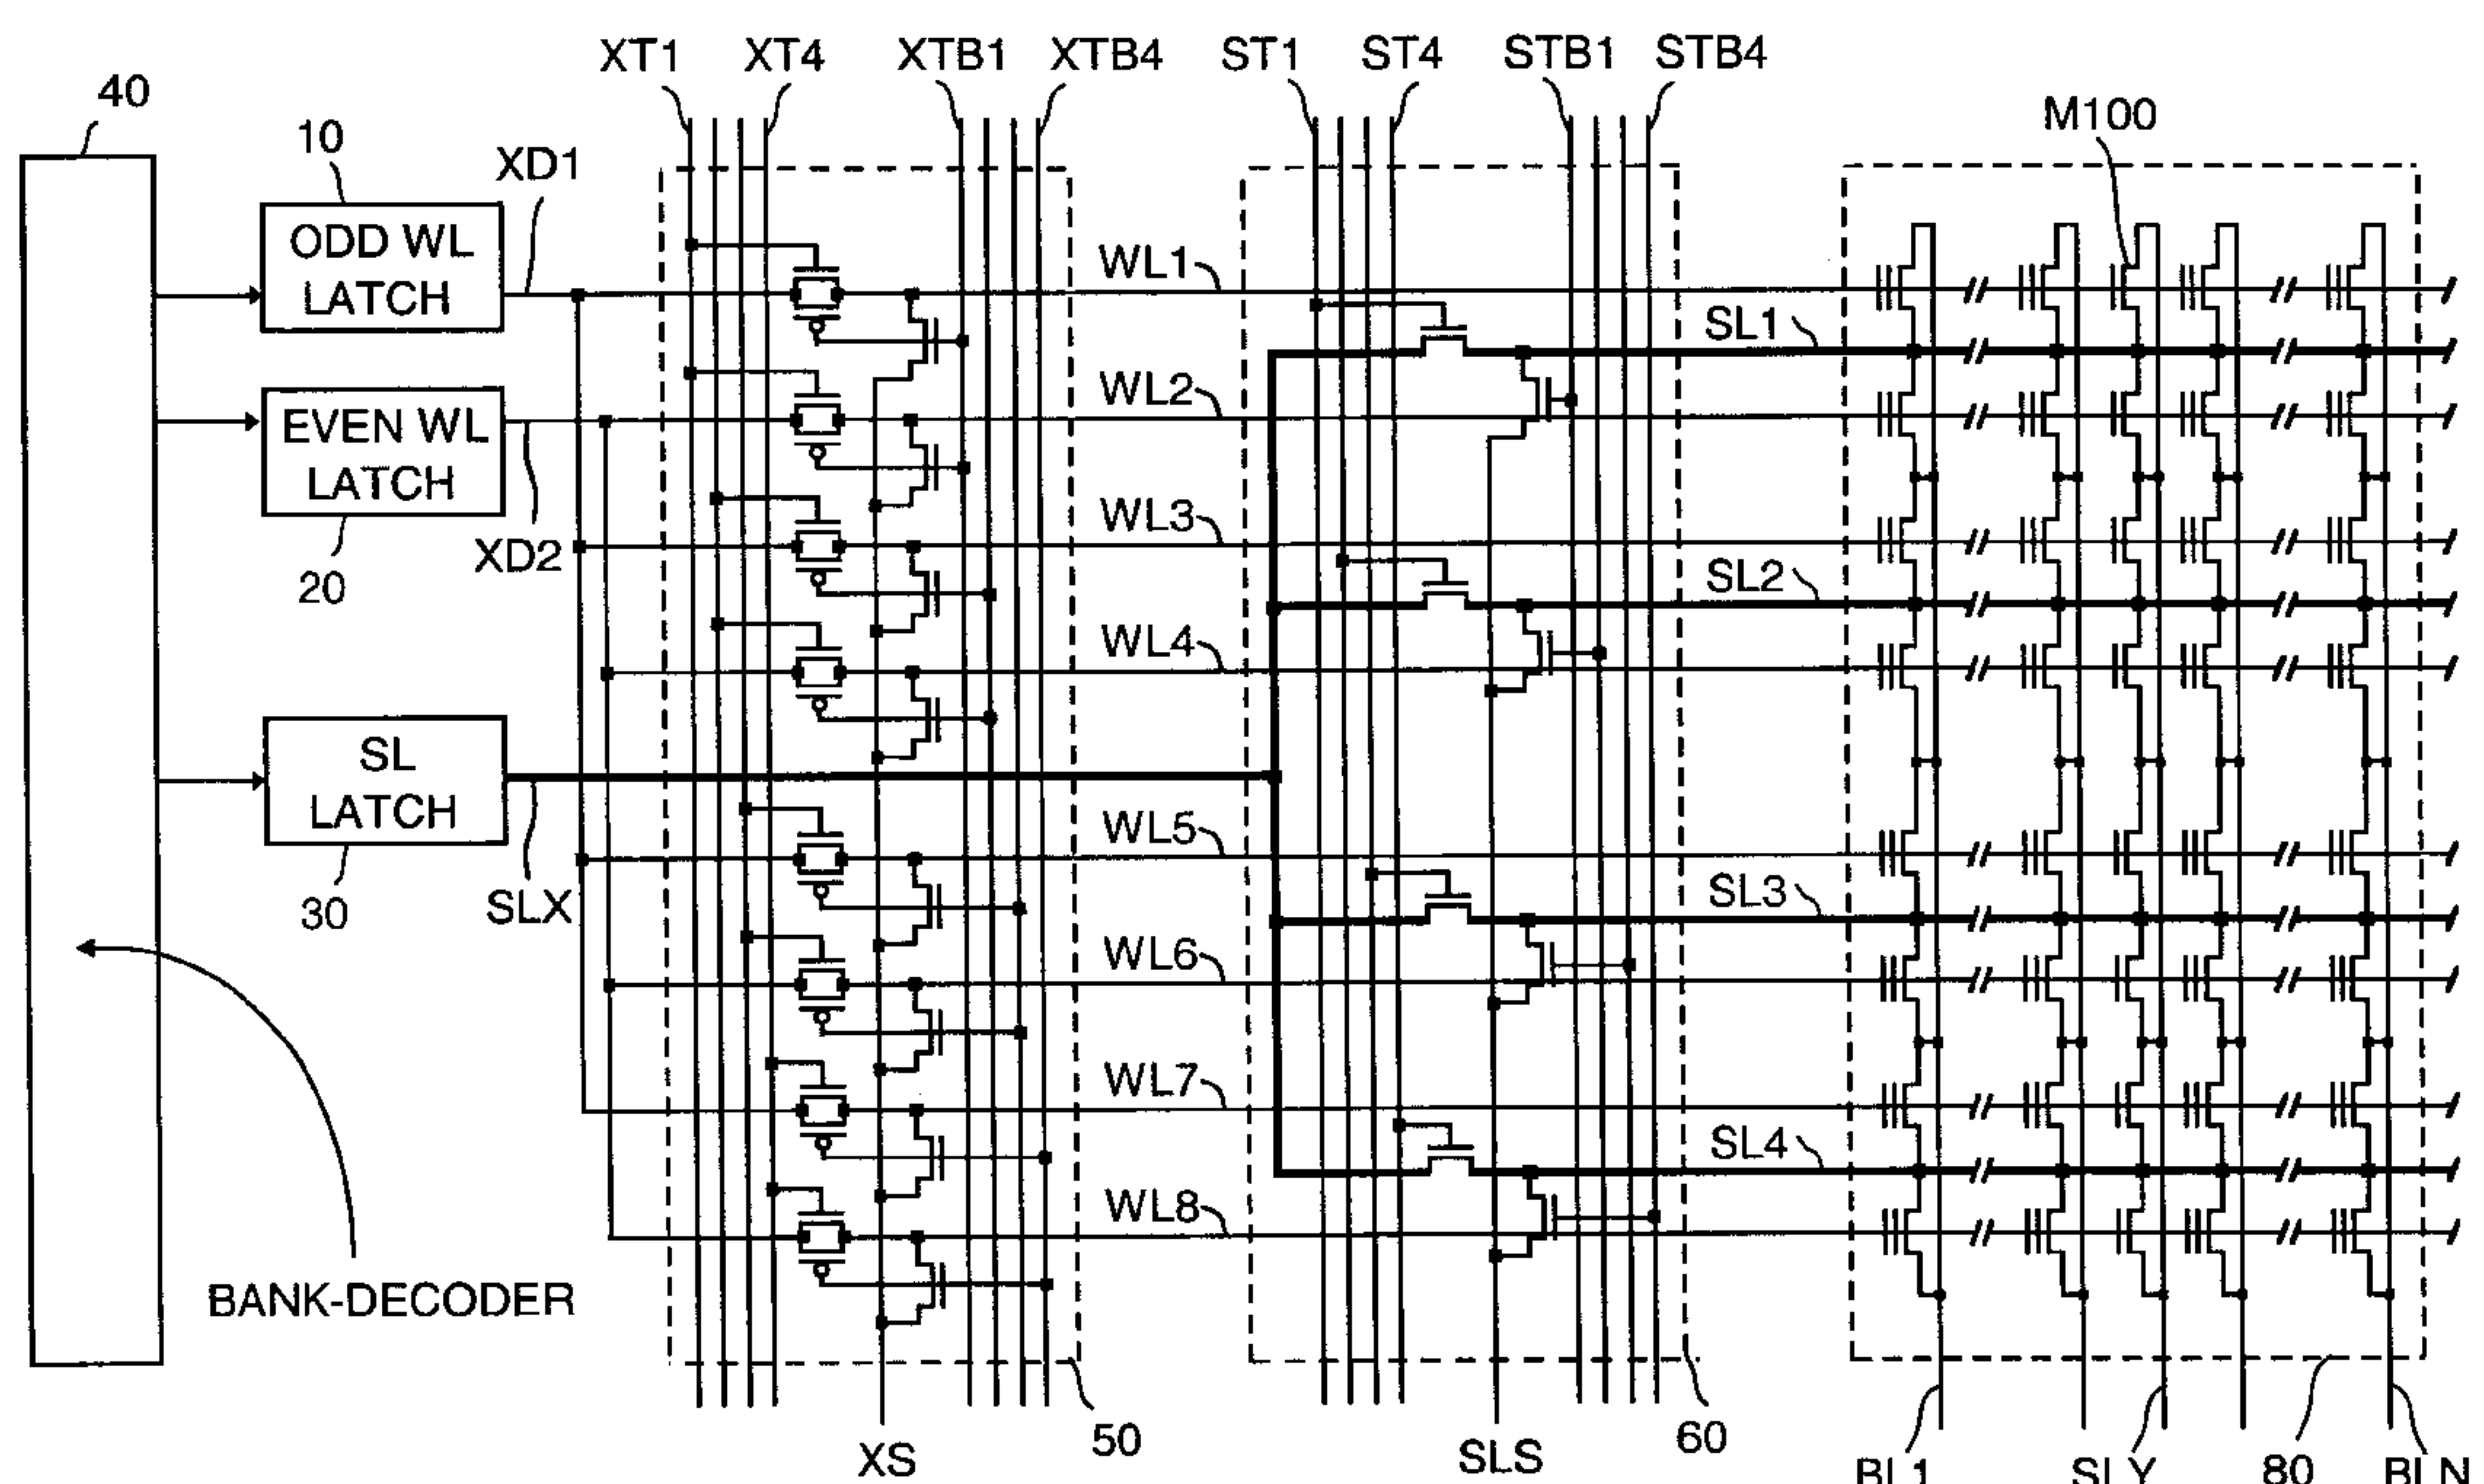 XT1 XT4 XTB1 XTB4 ST1 ST4 STB1 STB4
40
M100
10
XD1
ODD WL
LATCH
WL1
SL1
WL2
EVEN WL
LATCH
WL3
XD2
20
SL2
WL4
SL
LATCH
WL5
SL3
SLX
30
WL6
WL7
SL4
WL8
BANK-DECODER
50
60
XS
SLS
BL1 SLY 80 BLN